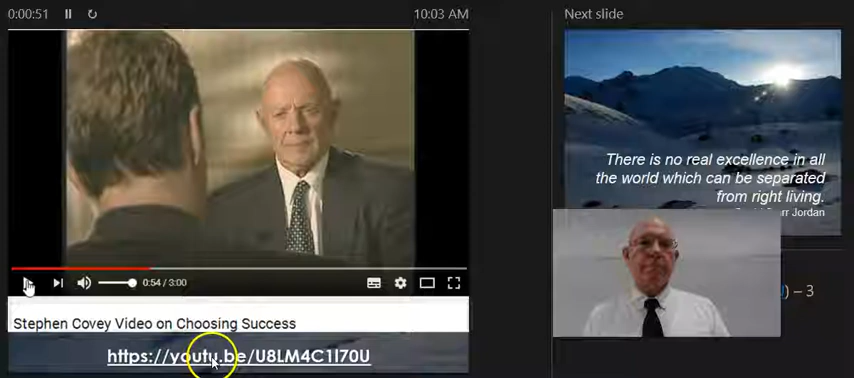 0:00:51
10:03 AM
Next slide
0:54 / 3:00
Stephen Covey Video on Choosing Success
https://youtu.be/U8LM4C1l70U
There is no real excellence in all
the world which can be separated
from right living.
Jordan
) – 3